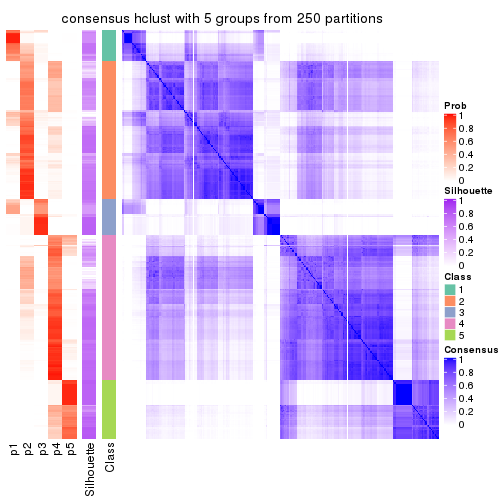 consensus hclust with 5 groups from 250 partitions
Prob
1
0.8
0.6
0.4
0.2
0
Silhouette
1
0.8
0.6
0.4
0.2
0
Class
1
2
3
4
5
Consensus
1
0.8
0.6
0.4
0.2
0
p1
p2
p3
p4
p5
Silhouette
Class